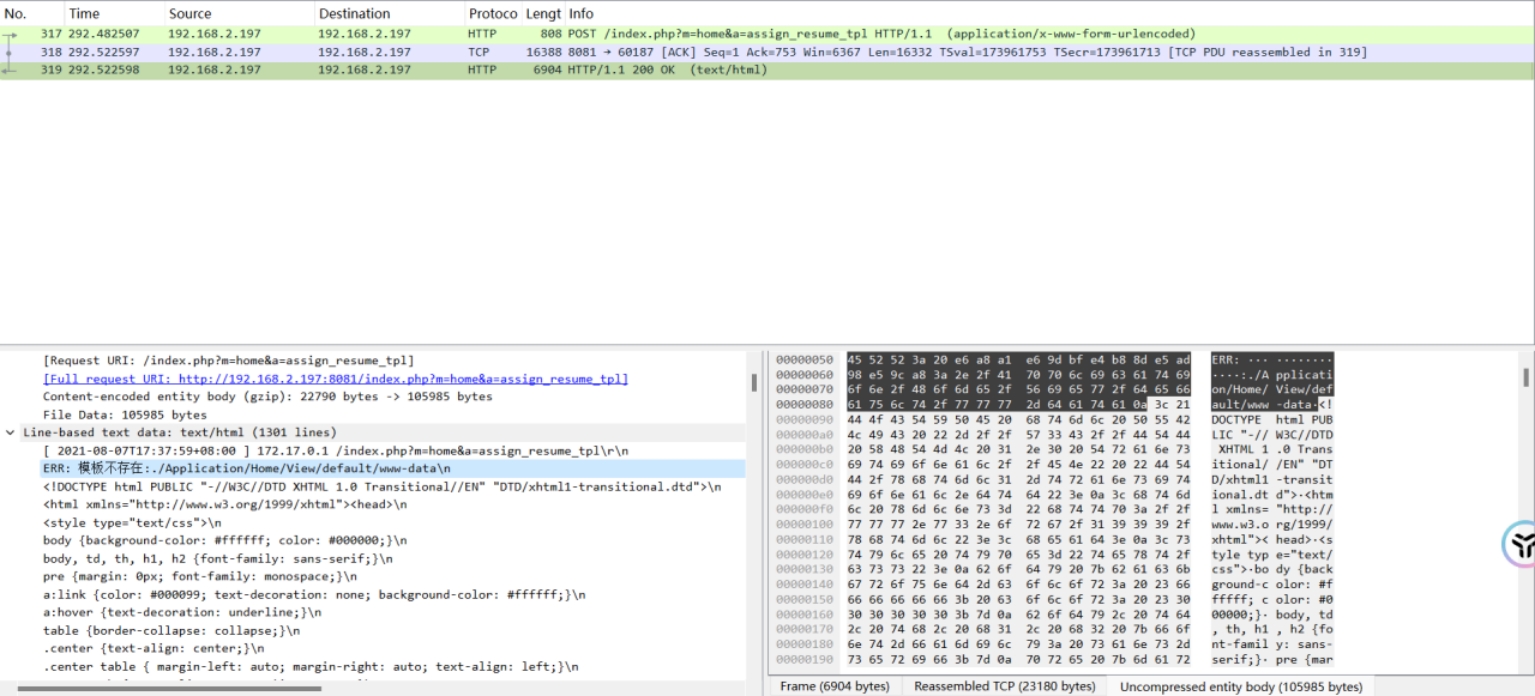 No. Time Source Destination Protoco Lengt Info
317 292.482507 192.168.2.197 192.168.2.197 HTTP 808 POST /index.php?m=home&a=assign_resume_tpl HTTP/1.1 (application/x-www-form-urlencoded)
318 292.522597 192.168.2.197 192.168.2.197 TCP 16388 8081 → 60187 [ACK] Seq=1 Ack=753 Win=6367 Len=16332 TSval=173961753 TSecr=173961713 [TCP PDU reassembled in 319]
319 292.522598 192.168.2.197 192.168.2.197 HTTP 6904 HTTP/1.1 200 OK (text/html)
[Request URI: /index.php?m=home&a=assign_resume_tpl]
[Full request URI: http://192.168.2.197:8081/index.php?m=home&a=assign_resume_tpl]
Content-encoded entity body (gzip): 22790 bytes -> 105985 bytes
File Data: 105985 bytes
Line-based text data: text/html (1301 lines)
[ 2021-08-07T17:37:59+08:00 ] 172.17.0.1 /index.php?m=home&a=assign_resume_tpl\r\n
ERR: 模板不存在:./Application/Home/View/default/www-data\n
<!DOCTYPE html PUBLIC "-//W3C//DTD XHTML 1.0 Transitional//EN" "DTD/xhtml1-transitional.dtd">\n
<html xmlns="http://www.w3.org/1999/xhtml"><head>\n
<style type="text/css">\n
body {background-color: #ffffff; color: #000000;}\n
body, td, th, h1, h2 {font-family: sans-serif;}\n
pre {margin: 0px; font-family: monospace;}\n
a:link {color: #000099; text-decoration: none; background-color: #ffffff;}\n
a:hover {text-decoration: underline;}\n
table {border-collapse: collapse;}\n
.center {text-align: center;}\n
.center table { margin-left: auto; margin-right: auto; text-align: left;}\n
00000050 45 52 52 3a 20 e6 a8 a1 e6 9d bf e4 b8 8d e5 ad ERR: ··· ········
00000060 98 e5 9c a8 3a 2e 2f 41 70 70 6c 69 63 61 74 69 ····:./A pplicati
00000070 6f 6e 2f 48 6f 6d 65 2f 56 69 65 77 2f 64 65 66 on/Home/ View/def
00000080 61 75 6c 74 2f 77 77 77 2d 64 61 74 61 0a 3c 21 ault/www -data·<!
00000090 44 4f 43 54 59 50 45 20 68 74 6d 6c 20 50 55 42 DOCTYPE html PUB
000000a0 4c 49 43 20 22 2d 2f 2f 57 33 43 2f 2f 44 54 44 LIC "-// W3C//DTD
000000b0 20 58 48 54 4d 4c 20 31 2e 30 20 54 72 61 6e 73 XHTML 1 .0 Trans
000000c0 69 74 69 6f 6e 61 6c 2f 2f 45 4e 22 20 22 44 54 itional/ /EN" "DT
000000d0 44 2f 78 68 74 6d 6c 31 2d 74 72 61 6e 73 69 74 D/xhtml1 -transit
000000e0 69 6f 6e 61 6c 2e 64 74 64 22 3e 0a 3c 68 74 6d ional.dt d">·<htm
000000f0 6c 20 78 6d 6c 6e 73 3d 22 68 74 74 70 3a 2f 2f l xmlns= "http://
00000100 77 77 77 2e 77 33 2e 6f 72 67 2f 31 39 39 39 2f www.w3.o rg/1999/
00000110 78 68 74 6d 6c 22 3e 3c 68 65 61 64 3e 0a 3c 73 xhtml">< head>·<s
00000120 74 79 6c 65 20 74 79 70 65 3d 22 74 65 78 74 2f tyle typ e="text/
00000130 63 73 73 22 3e 0a 62 6f 64 79 20 7b 62 61 63 6b css">·bo dy {back
00000140 67 72 6f 75 6e 64 2d 63 6f 6c 6f 72 3a 20 23 66 ground-c olor: #f
00000150 66 66 66 66 66 3b 20 63 6f 6c 6f 72 3a 20 23 30 fffff; c olor: #0
00000160 30 30 30 30 30 3b 7d 0a 62 6f 64 79 2c 20 74 64 00000;}· body, td
00000170 2c 20 74 68 2c 20 68 31 2c 20 68 32 20 7b 66 6f , th, h1 , h2 {fo
00000180 6e 74 2d 66 61 6d 69 6c 79 3a 20 73 61 6e 73 2d nt-famil y: sans-
00000190 73 65 72 69 66 3b 7d 0a 70 72 65 20 7b 6d 61 72 serif;}· pre {mar
Frame (6904 bytes) Reassembled TCP (23180 bytes) Uncompressed entity body (105985 bytes)